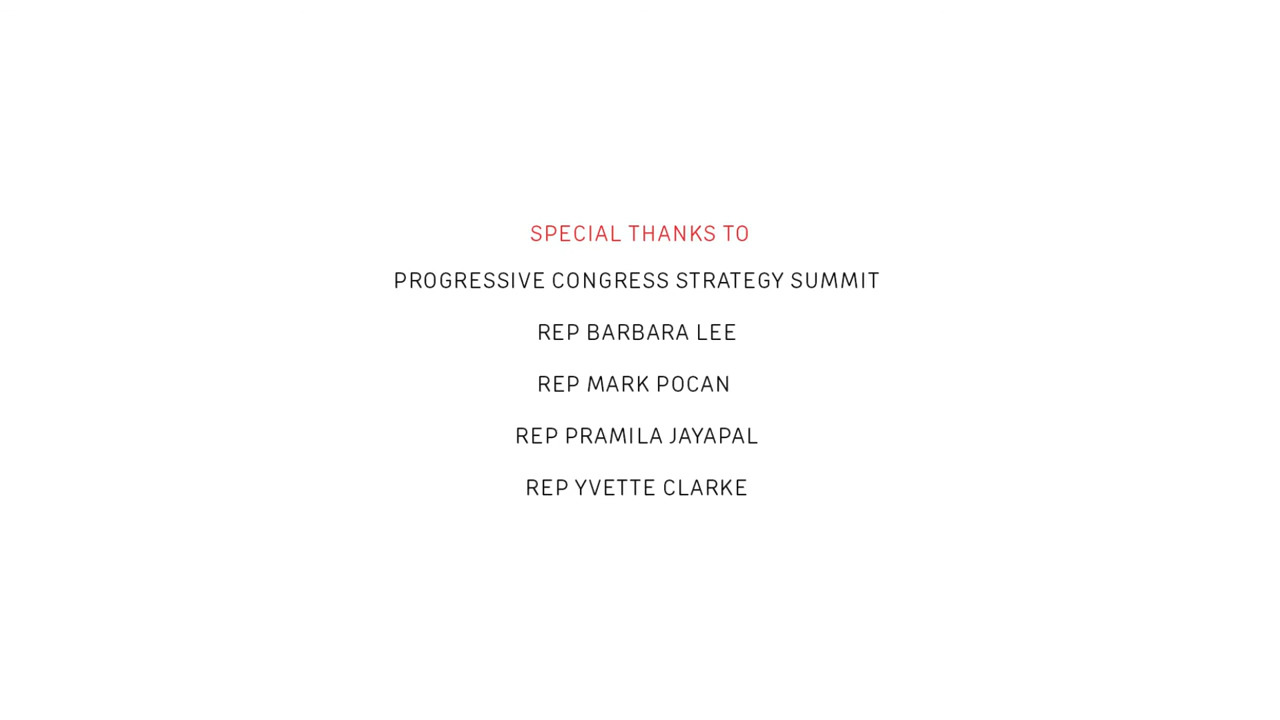 SPECIAL THANKS TO
PROGRESSIVE CONGRESS STRATEGY SUMMIT
REP BARBARA LEE
REP MARK POCAN
REP PRAMILA JAYAPAL
REP YVETTE CLARKE